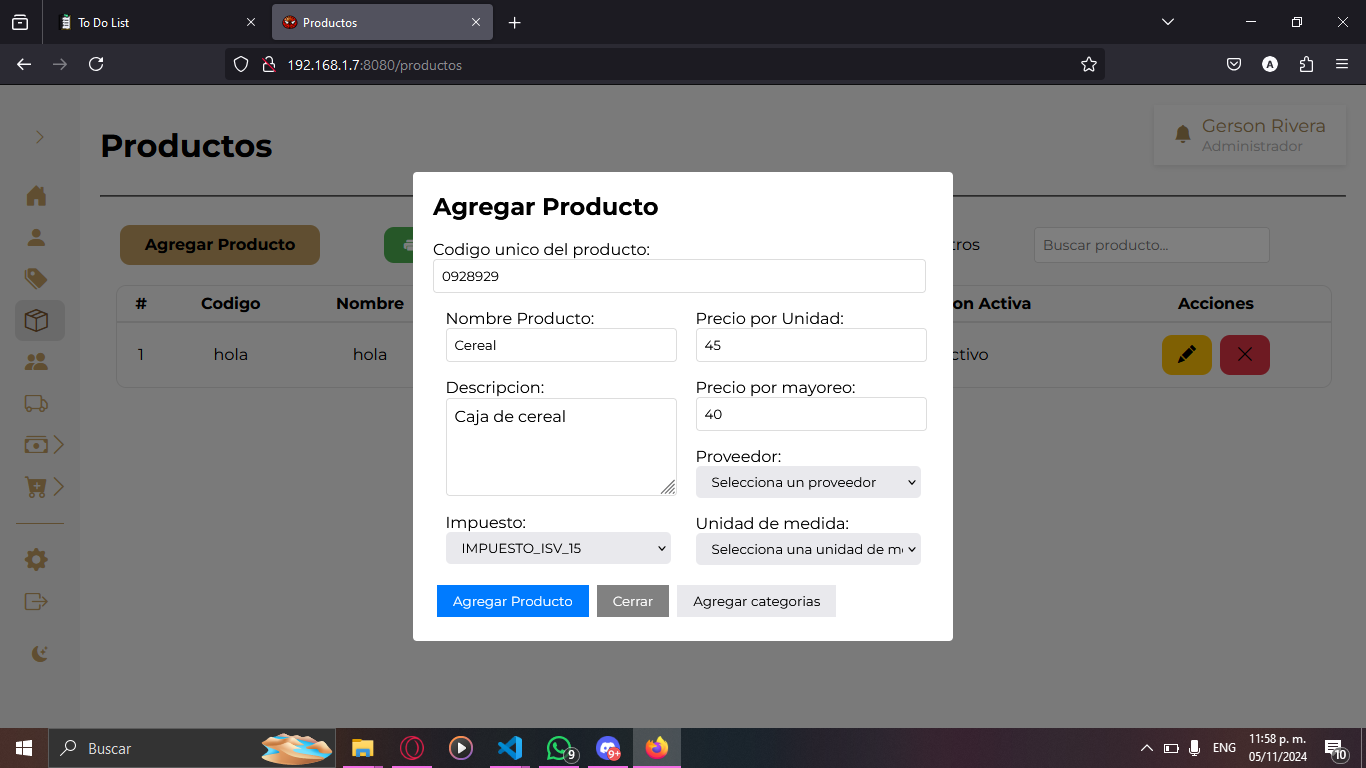 To Do List
Productos
192.168.1.7:8080/productos
Productos
Gerson Rivera
Administrador
Agregar Producto
tros
Buscar producto...
# Codigo Nombre on Activa Acciones
1 hola hola ctivo
Agregar Producto
Codigo unico del producto:
0928929
Nombre Producto:
Cereal
Precio por Unidad:
45
Descripcion:
Caja de cereal
Precio por mayoreo:
40
Proveedor:
Selecciona un proveedor
Impuesto:
IMPUESTO_ISV_15
Unidad de medida:
Selecciona una unidad de m
Agregar Producto Cerrar Agregar categorias
Buscar
9
9+
ENG
11:58 p. m.
05/11/2024
10
A